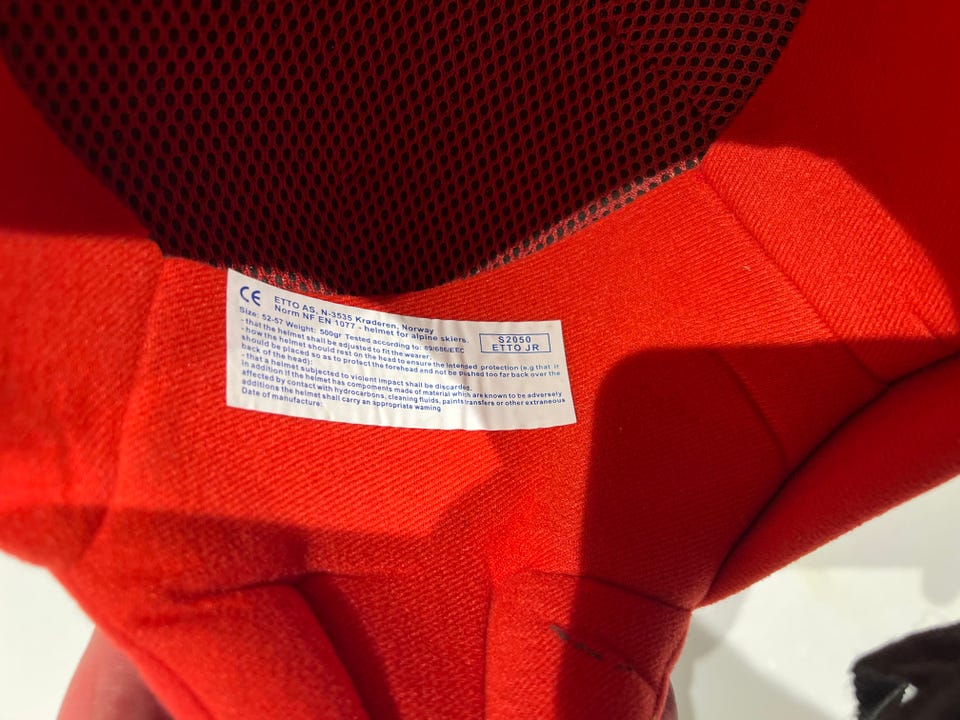 CE ETTO AS, N-3535 Krøderen, Norway
Norm NF EN 1077 - helmet for alpine skiers
Size: 52-57 Weight: 500gr Tested according to: 89/686/EEC
S2050
ETTO JR
- that the helmet shall be adjusted to fit the wearer.
- how the helmet should rest on the head to ensure the intended protection (e.g that it
should be placed so as to protect the forehead and not be pushed too far back over the
back of the head):
- that a helmet subjected to violent impact shall be discarded.
in addition if the helmet has components made of material which are known to be adversely
affected by contact with hydrocarbons, cleaning fluids, paints transfers or other extraneous
additions the helmet shall carry an appropriate warning
Date of manufacture: